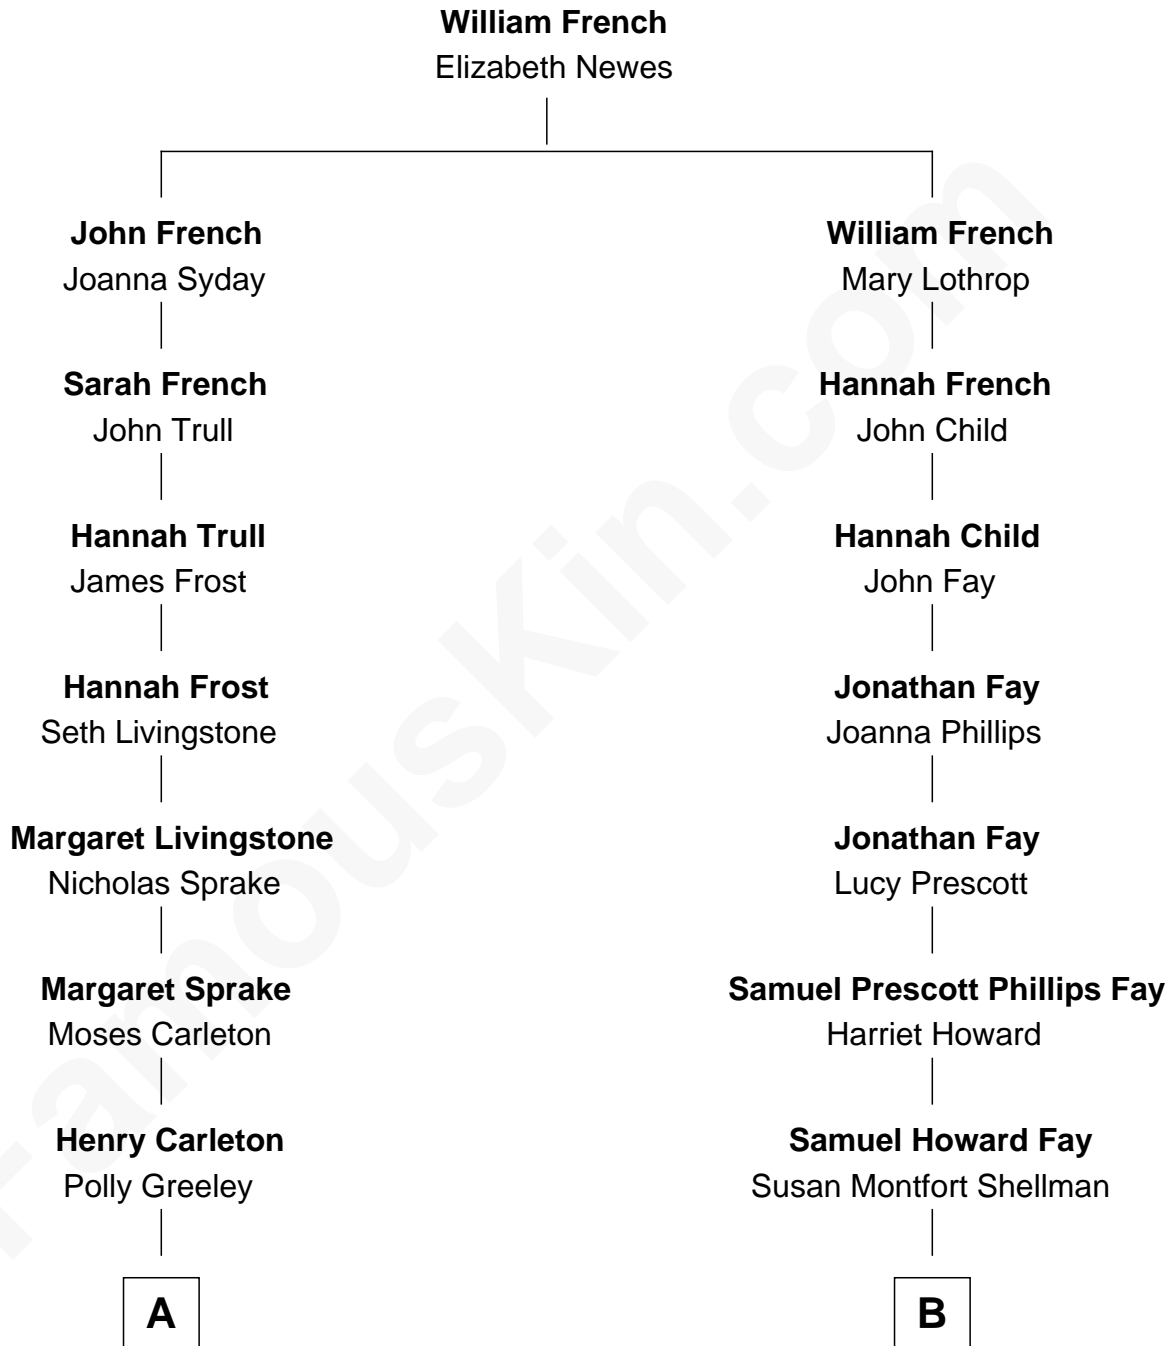 William French
Elizabeth Newes
John French
Joanna Syday
William French
Mary Lothrop
Sarah French
John Trull
Hannah French
John Child
Hannah Trull
James Frost
Hannah Child
John Fay
Hannah Frost
Seth Livingstone
Jonathan Fay
Joanna Phillips
Margaret Livingstone
Nicholas Sprake
Jonathan Fay
Lucy Prescott
Margaret Sprake
Moses Carleton
Samuel Prescott Phillips Fay
Harriet Howard
Henry Carleton
Polly Greeley
Samuel Howard Fay
Susan Montfort Shellman
A
B
FamousKin.com